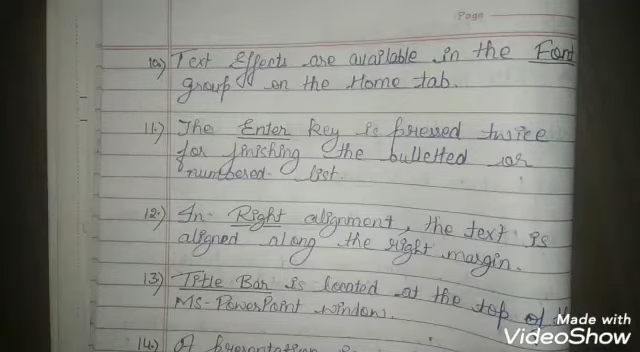 Page
10.) Text Effects are available in the Font
group on the Home tab.
11.) The Enter key is pressed twice
for finishing the bulletted or
numbered list.
12.) In Right alignment, the text is
aligned along the right margin.
13) Title Bar is located at the top of
MS-PowerPoint window.
14.) A presentation
Made with
VideoShow